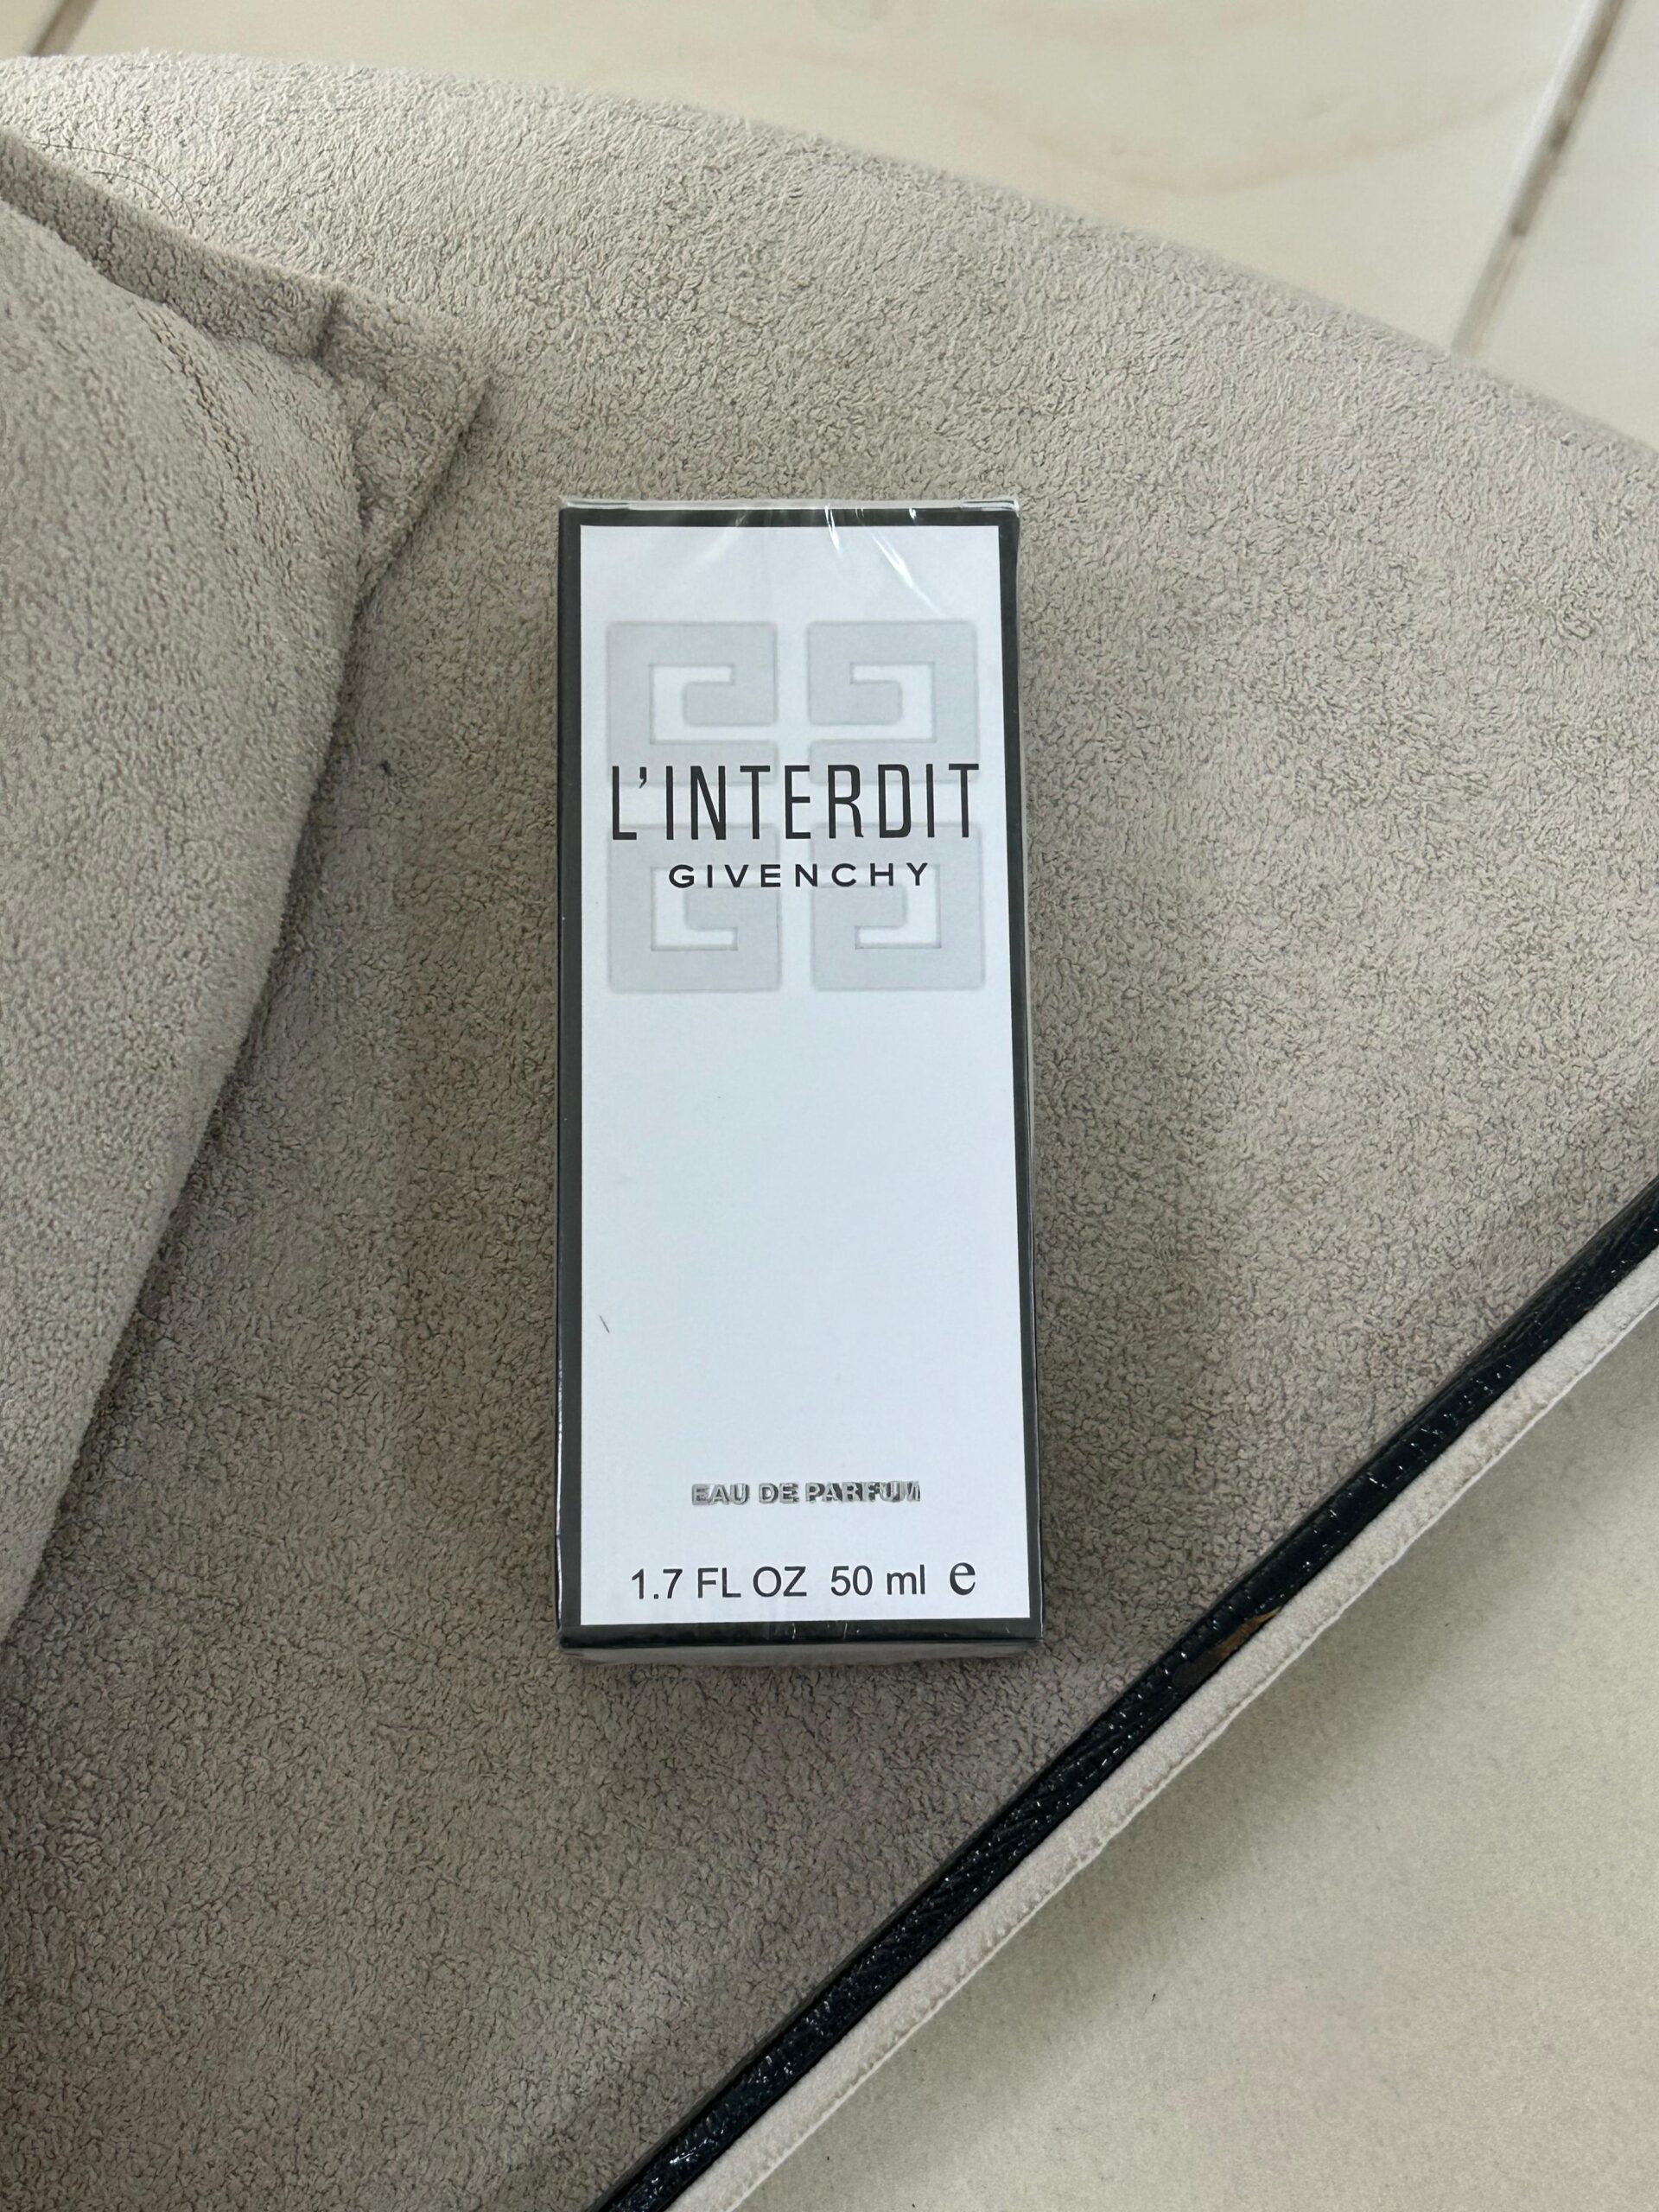 L'INTERDIT
GIVENCHY
EAU DE PARFUM
1.7 FL OZ 50 ml e